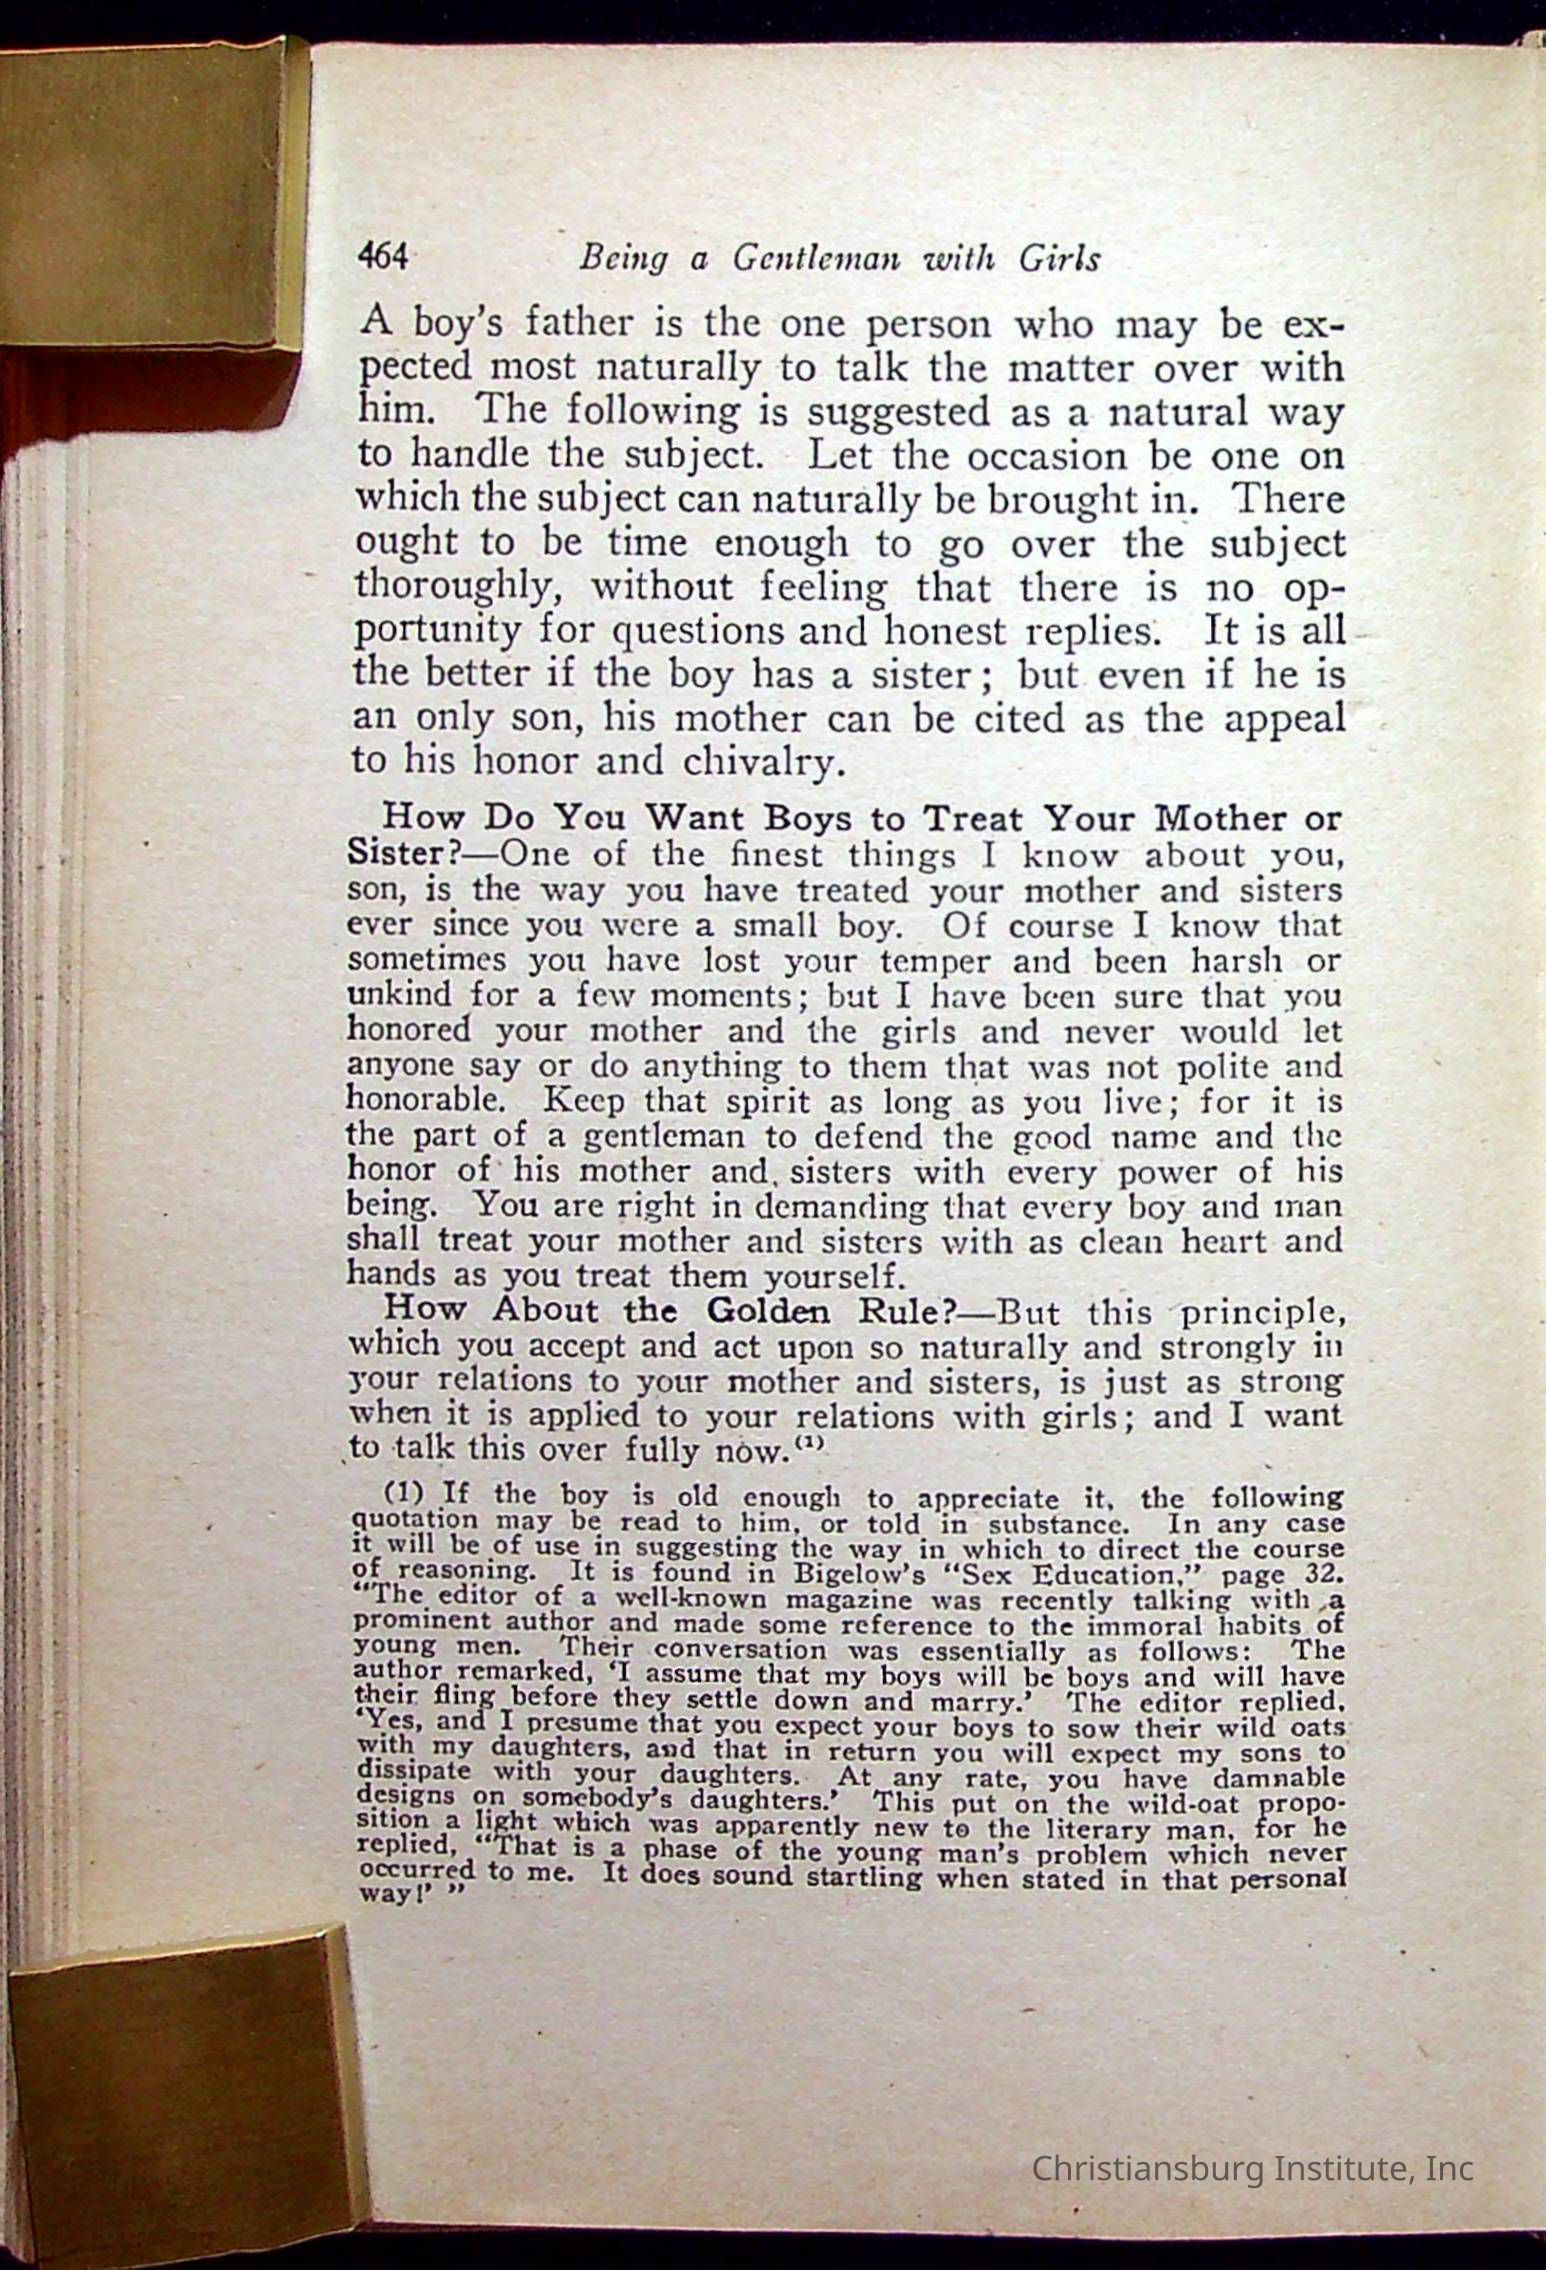 464 Being a Gentleman with Girls
A boy's father is the one person who may be ex-
pected most naturally to talk the matter over with
him. The following is suggested as a natural way
to handle the subject. Let the occasion be one on
which the subject can naturally be brought in. There
ought to be time enough to go over the subject
thoroughly, without feeling that there is no op-
portunity for questions and honest replies. It is all
the better if the boy has a sister; but even if he is
an only son, his mother can be cited as the appeal
to his honor and chivalry.
How Do You Want Boys to Treat Your Mother or
Sister?—One of the finest things I know about you,
son, is the way you have treated your mother and sisters
ever since you were a small boy. Of course I know that
sometimes you have lost your temper and been harsh or
unkind for a few moments; but I have been sure that you
honored your mother and the girls and never would let
anyone say or do anything to them that was not polite and
honorable. Keep that spirit as long as you live; for it is
the part of a gentleman to defend the good name and the
honor of his mother and sisters with every power of his
being. You are right in demanding that every boy and man
shall treat your mother and sisters with as clean heart and
hands as you treat them yourself.
How About the Golden Rule?—But this principle,
which you accept and act upon so naturally and strongly in
your relations to your mother and sisters, is just as strong
when it is applied to your relations with girls; and I want
to talk this over fully now.(1)
(1) If the boy is old enough to appreciate it, the following
quotation may be read to him, or told in substance. In any case
it will be of use in suggesting the way in which to direct the course
of reasoning. It is found in Bigelow's "Sex Education," page 32.
"The editor of a well-known magazine was recently talking with a
prominent author and made some reference to the immoral habits of
young men. Their conversation was essentially as follows: The
author remarked, 'I assume that my boys will be boys and will have
their fling before they settle down and marry.' The editor replied,
'Yes, and I presume that you expect your boys to sow their wild oats
with my daughters, and that in return you will expect my sons to
dissipate with your daughters. At any rate, you have damnable
designs on somebody's daughters.' This put on the wild-oat propo-
sition a light which was apparently new to the literary man, for he
replied, "That is a phase of the young man's problem which never
occurred to me. It does sound startling when stated in that personal
way!' "
Christiansburg Institute, Inc